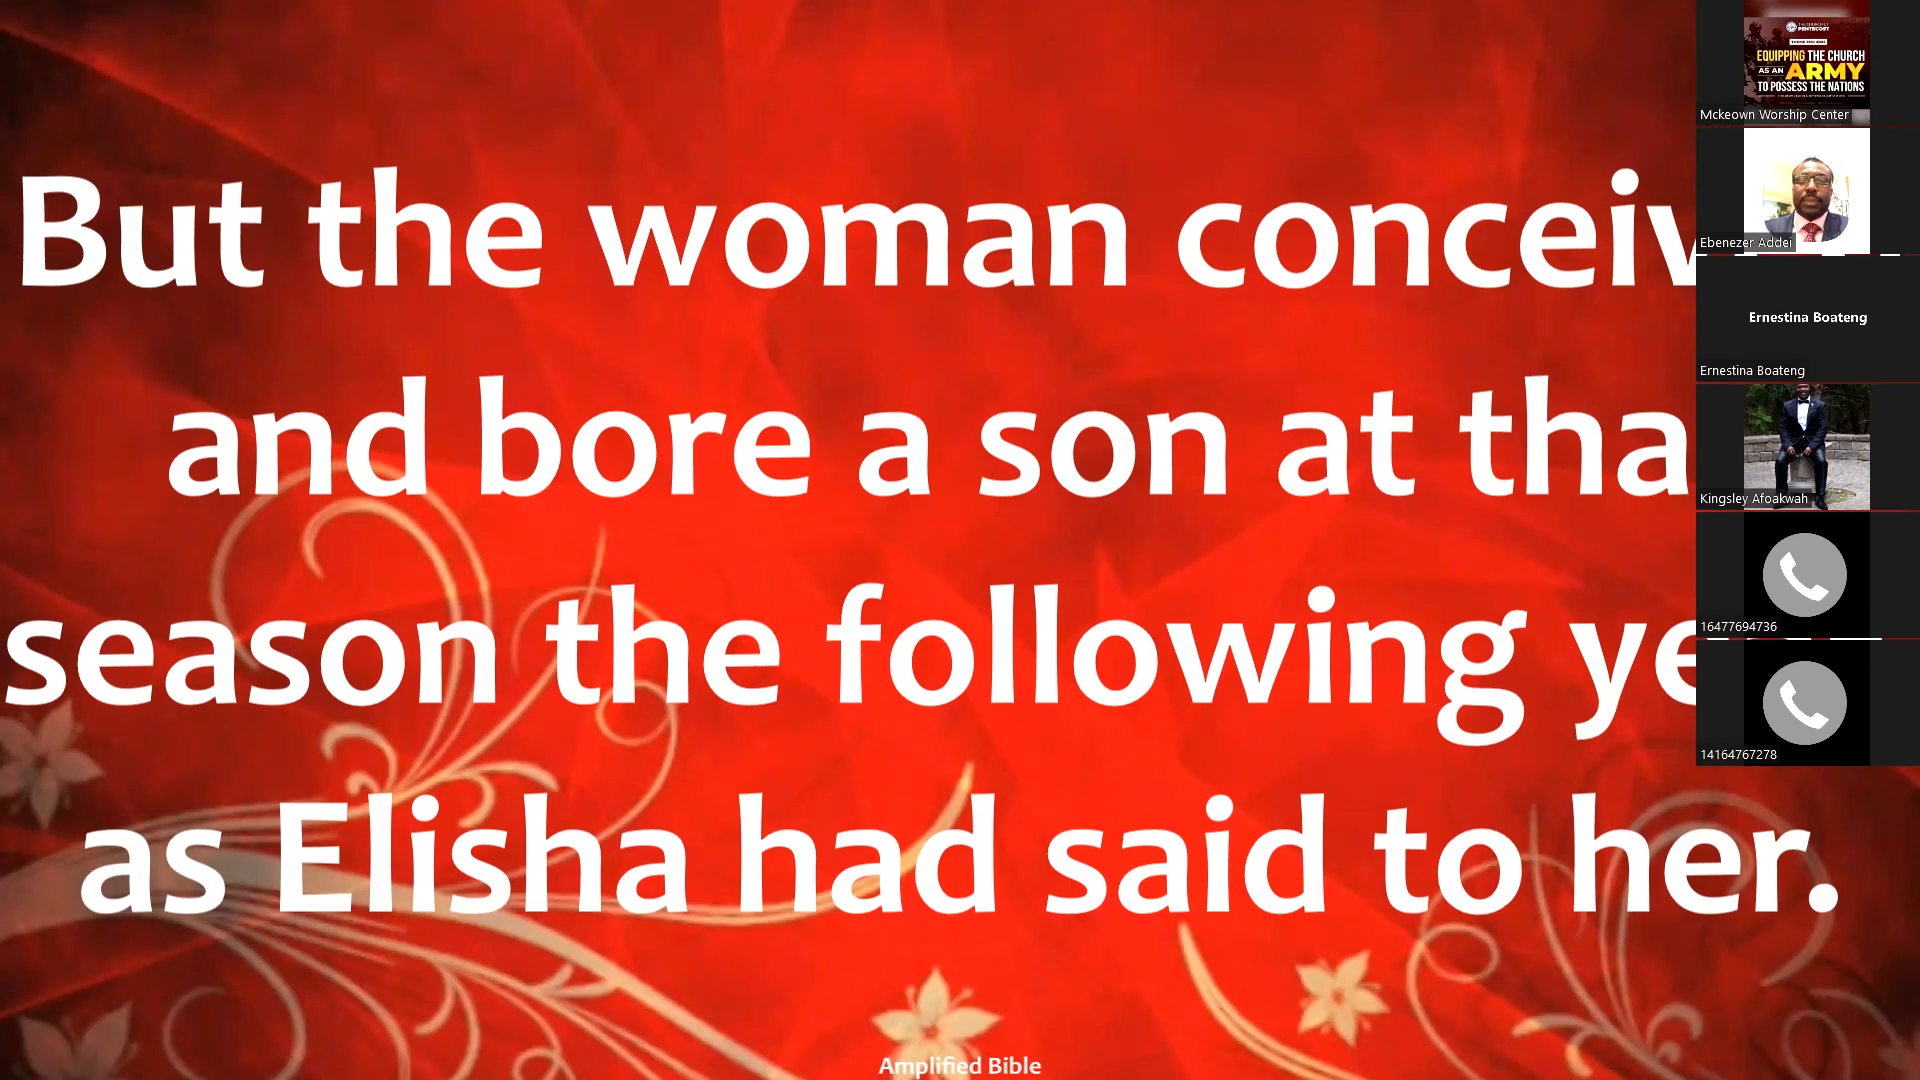 But the woman conceiv
and bore a son at tha
season the following ye
as Elisha had said to her.
Amplified Bible
PENTECOST
EQUIPPING THE CHURCH
AS AN ARMY
TO POSSESS THE NATIONS
Mckeown Worship Center
Ebenezer Addei
Ernestina Boateng
Ernestina Boateng
Kingsley Afoakwah
16477694736
14164767278